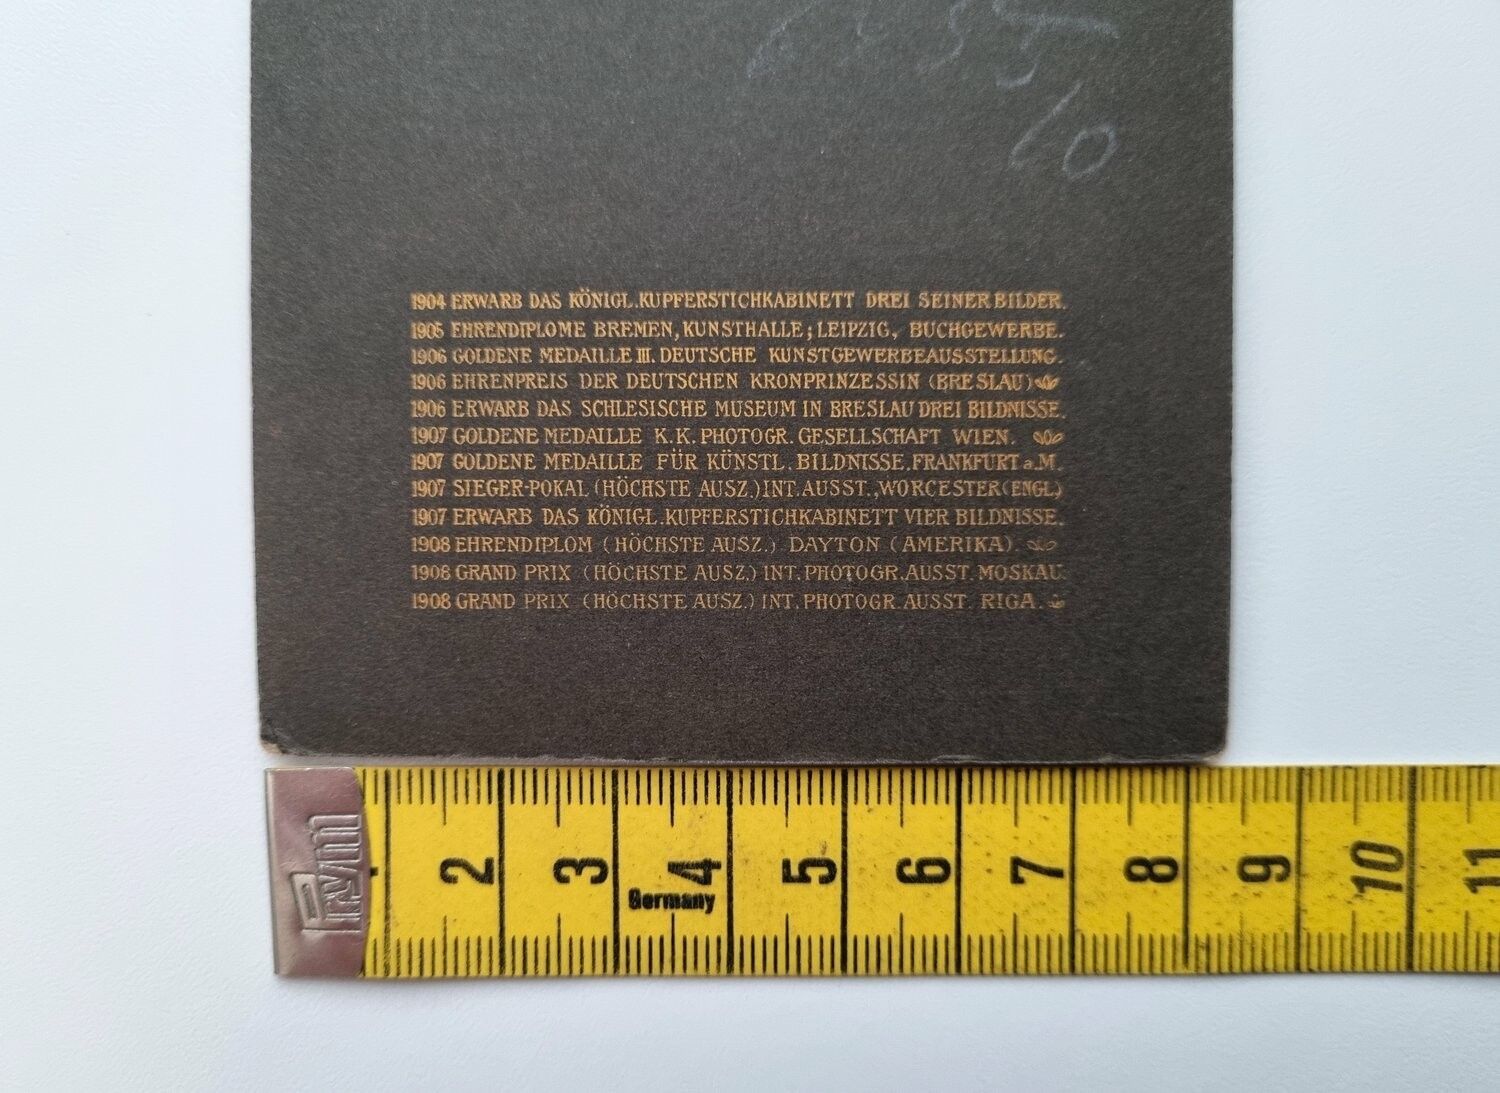 10
1904 ERWARB DAS KÖNIGL. KUPFERSTICHKABINETT DREI SEINER BILDER.
1905 EHRENDIPLOME BREMEN, KUNSTHALLE; LEIPZIG, BUCHGEWERBE.
1906 GOLDENE MEDAILLE III. DEUTSCHE KUNSTGEWERBEAUSSTELLUNG.
1906 EHRENPREIS DER DEUTSCHEN KRONPRINZESSIN (BRESLAU)
1906 ERWARB DAS SCHLESISCHE MUSEUM IN BRESLAU DREI BILDNISSE.
1907 GOLDENE MEDAILLE K. K. PHOTOGR. GESELLSCHAFT WIEN.
1907 GOLDENE MEDAILLE FÜR KÜNSTL. BILDNISSE. FRANKFURT a. M.
1907 SIEGER-POKAL (HÖCHSTE AUSZ.) INT. AUSST., WORCESTER (ENGL)
1907 ERWARB DAS KÖNIGL. KUPFERSTICHKABINETT VIER BILDNISSE.
1908 EHRENDIPLOM (HÖCHSTE AUSZ.) DAYTON (AMERIKA).
1908 GRAND PRIX (HÖCHSTE AUSZ.) INT. PHOTOGR. AUSST. MOSKAU.
1908 GRAND PRIX (HÖCHSTE AUSZ.) INT. PHOTOGR. AUSST. RIGA.
Prym 2 3 4 5 6 7 8 9 10 11
Germany